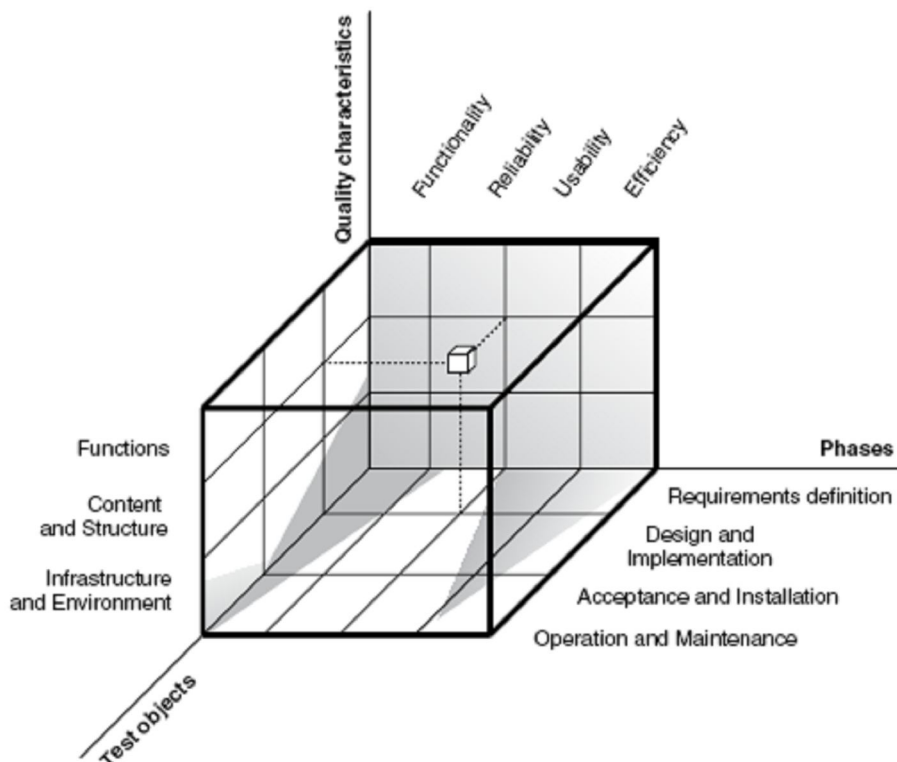 Quality characteristics
Functionality
Reliability
Usability
Efficiency
Functions
Content
and Structure
Infrastructure
and Environment
Phases
Requirements definition
Design and
Implementation
Acceptance and Installation
Operation and Maintenance
Test objects